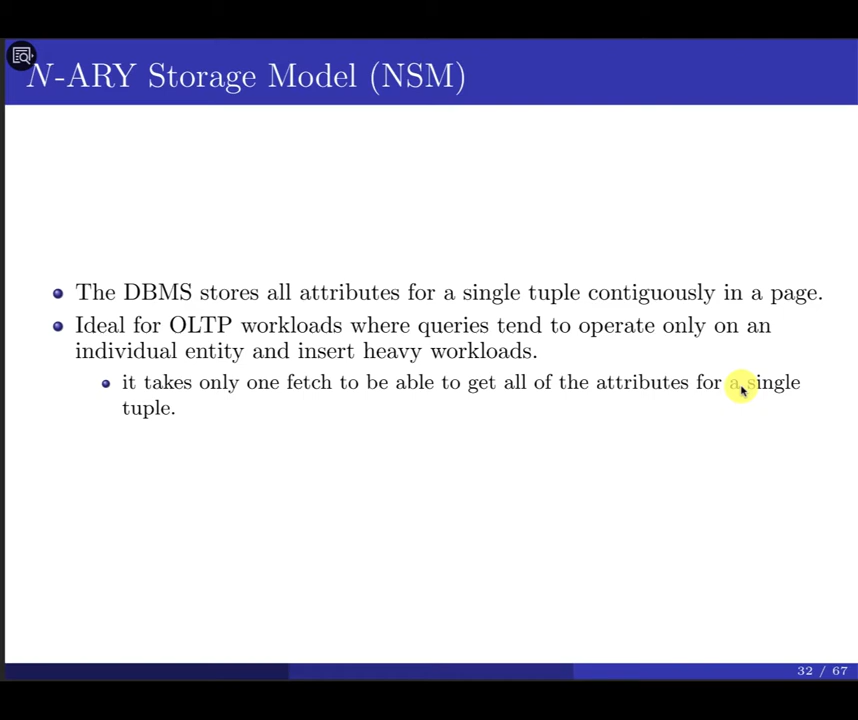 N-ARY Storage Model (NSM)
The DBMS stores all attributes for a single tuple contiguously in a page.
Ideal for OLTP workloads where queries tend to operate only on an
individual entity and insert heavy workloads.
it takes only one fetch to be able to get all of the attributes for a single
tuple.
32 / 67